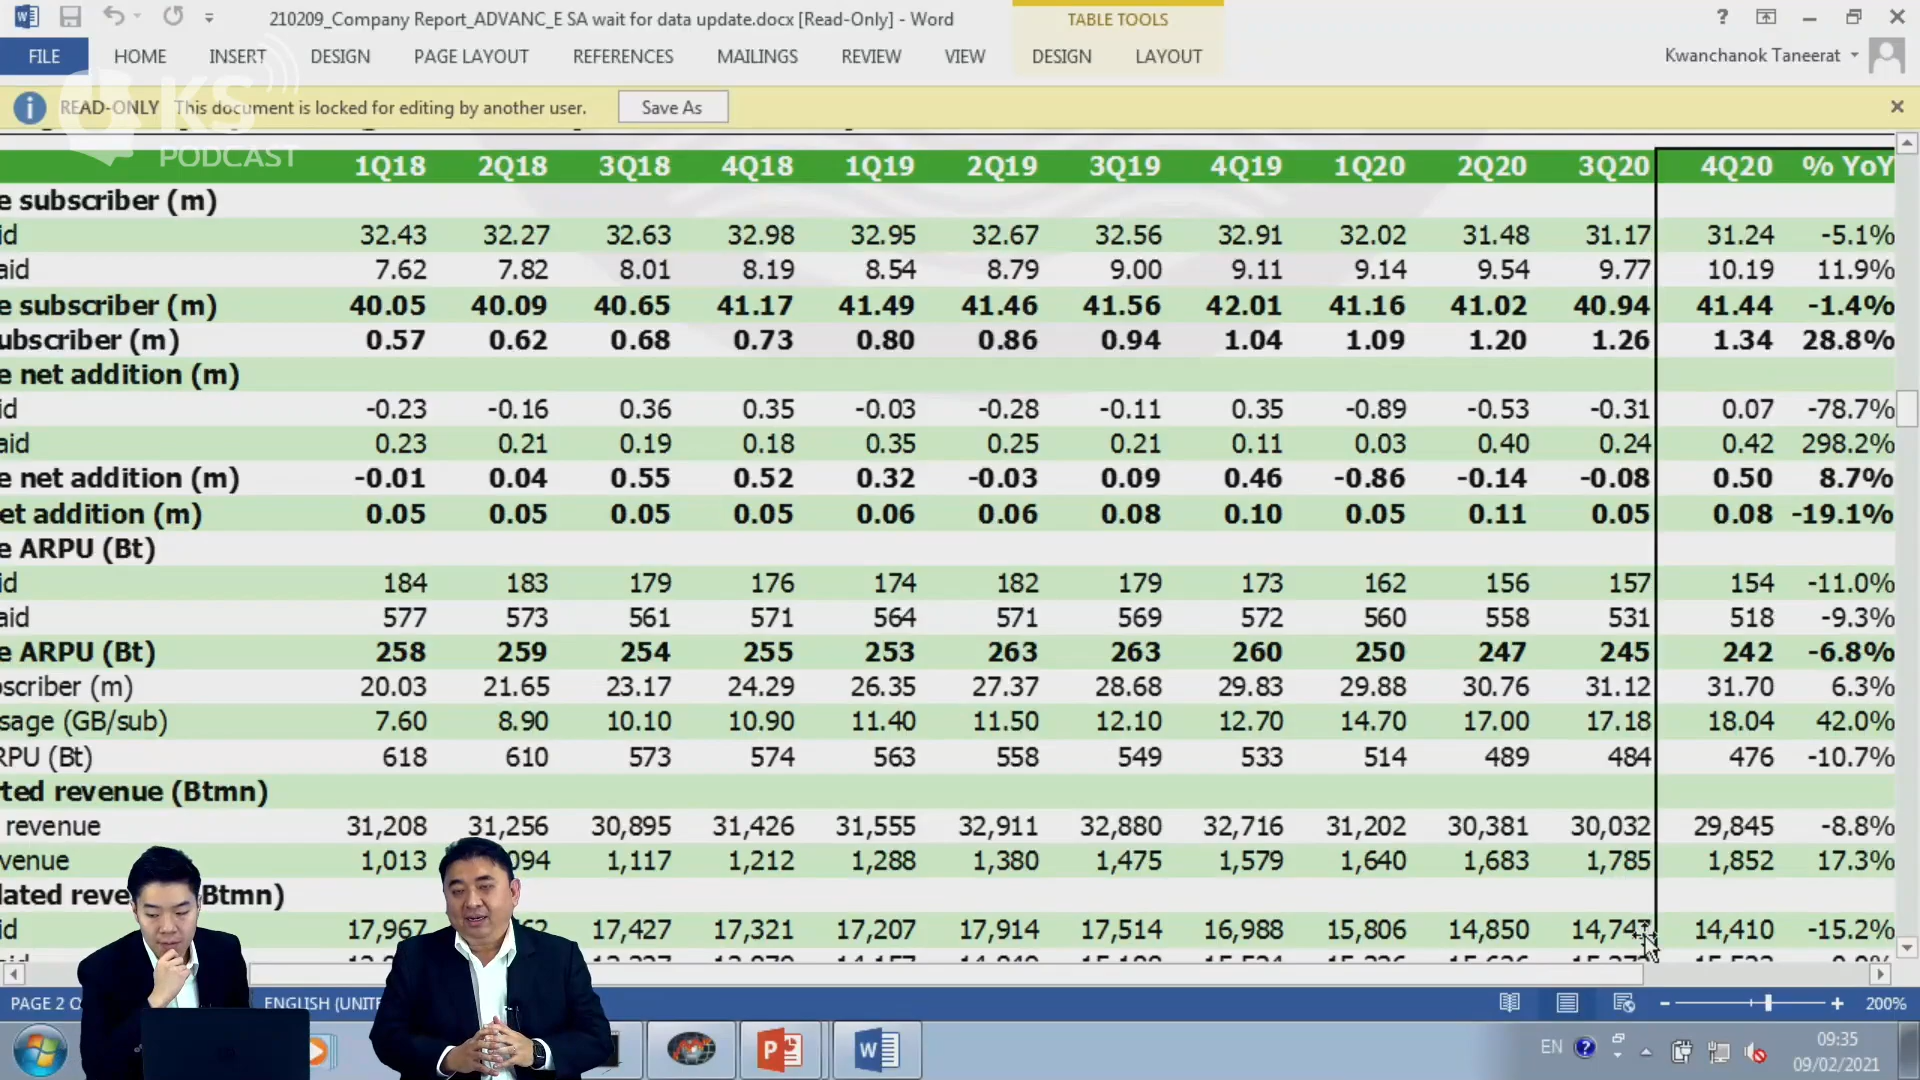 210209_Company Report_ADVANC_E SA wait for data update.docx [Read-Only] - Word
TABLE TOOLS
FILE HOME INSERT DESIGN PAGE LAYOUT REFERENCES MAILINGS REVIEW VIEW DESIGN LAYOUT Kwanchanok Taneerat
READ-ONLY This document is locked for editing by another user. Save As
KS
PODCAST
1Q18 2Q18 3Q18 4Q18 1Q19 2Q19 3Q19 4Q19 1Q20 2Q20 3Q20 4Q20 % YoY
e subscriber (m)
id 32.43 32.27 32.63 32.98 32.95 32.67 32.56 32.91 32.02 31.48 31.17 31.24 -5.1%
aid 7.62 7.82 8.01 8.19 8.54 8.79 9.00 9.11 9.14 9.54 9.77 10.19 11.9%
e subscriber (m) 40.05 40.09 40.65 41.17 41.49 41.46 41.56 42.01 41.16 41.02 40.94 41.44 -1.4%
ubscriber (m) 0.57 0.62 0.68 0.73 0.80 0.86 0.94 1.04 1.09 1.20 1.26 1.34 28.8%
e net addition (m)
id -0.23 -0.16 0.36 0.35 -0.03 -0.28 -0.11 0.35 -0.89 -0.53 -0.31 0.07 -78.7%
aid 0.23 0.21 0.19 0.18 0.35 0.25 0.21 0.11 0.03 0.40 0.24 0.42 298.2%
e net addition (m) -0.01 0.04 0.55 0.52 0.32 -0.03 0.09 0.46 -0.86 -0.14 -0.08 0.50 8.7%
et addition (m) 0.05 0.05 0.05 0.05 0.06 0.06 0.08 0.10 0.05 0.11 0.05 0.08 -19.1%
e ARPU (Bt)
id 184 183 179 176 174 182 179 173 162 156 157 154 -11.0%
aid 577 573 561 571 564 571 569 572 560 558 531 518 -9.3%
e ARPU (Bt) 258 259 254 255 253 263 263 260 250 247 245 242 -6.8%
scriber (m) 20.03 21.65 23.17 24.29 26.35 27.37 28.68 29.83 29.88 30.76 31.12 31.70 6.3%
sage (GB/sub) 7.60 8.90 10.10 10.90 11.40 11.50 12.10 12.70 14.70 17.00 17.18 18.04 42.0%
RPU (Bt) 618 610 573 574 563 558 549 533 514 489 484 476 -10.7%
rted revenue (Btmn)
revenue 31,208 31,256 30,895 31,426 31,555 32,911 32,880 32,716 31,202 30,381 30,032 29,845 -8.8%
venue 1,013 094 1,117 1,212 1,288 1,380 1,475 1,579 1,640 1,683 1,785 1,852 17.3%
lated reve Btmn)
id 17,967 62 17,427 17,321 17,207 17,914 17,514 16,988 15,806 14,850 14,74 14,410 -15.2%
PAGE 2 O ENGLISH (UNITE 200%
EN 09:35
09/02/2021